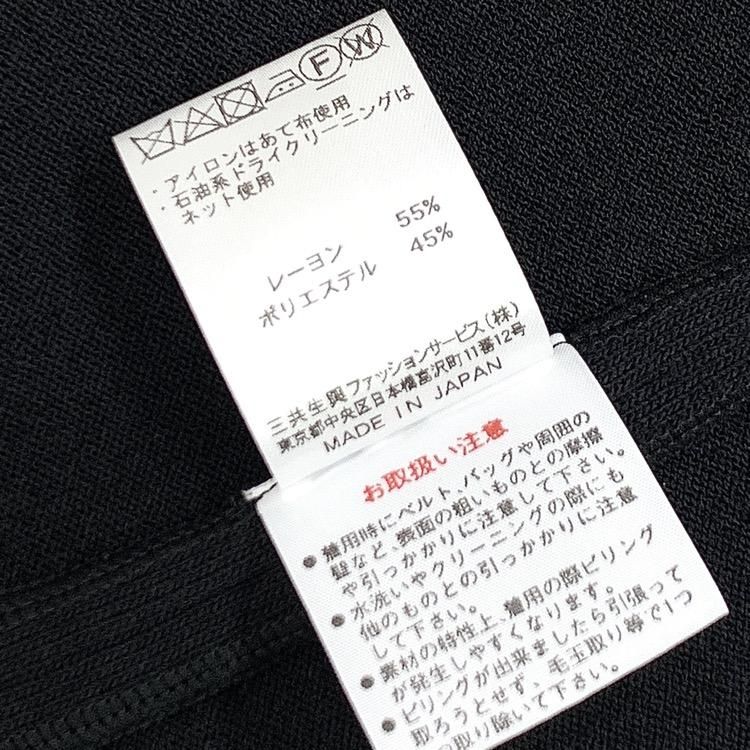 F W
・アイロンはあて布使用
・石油系ドライクリーニングは
ネット使用
レーヨン 55%
ポリエステル 45%
三共生興ファッションサービス(株)
東京都中央区日本橋富沢町11番12号
MADE IN JAPAN
お取扱い注意
●着用時にベルト、バッグや周囲の
壁など、表面の粗いものとの摩擦
や引っかかりに注意して下さい。
●水洗いやクリーニングの際にも
他のものとの引っかかりに注意
して下さい。
●素材の特性上、着用の際ピリング
が発生しやすくなります。
●ピリングが出来ましたら引張って
取ろうとせず、毛玉取り等で1つ
お取り除いて下さい。